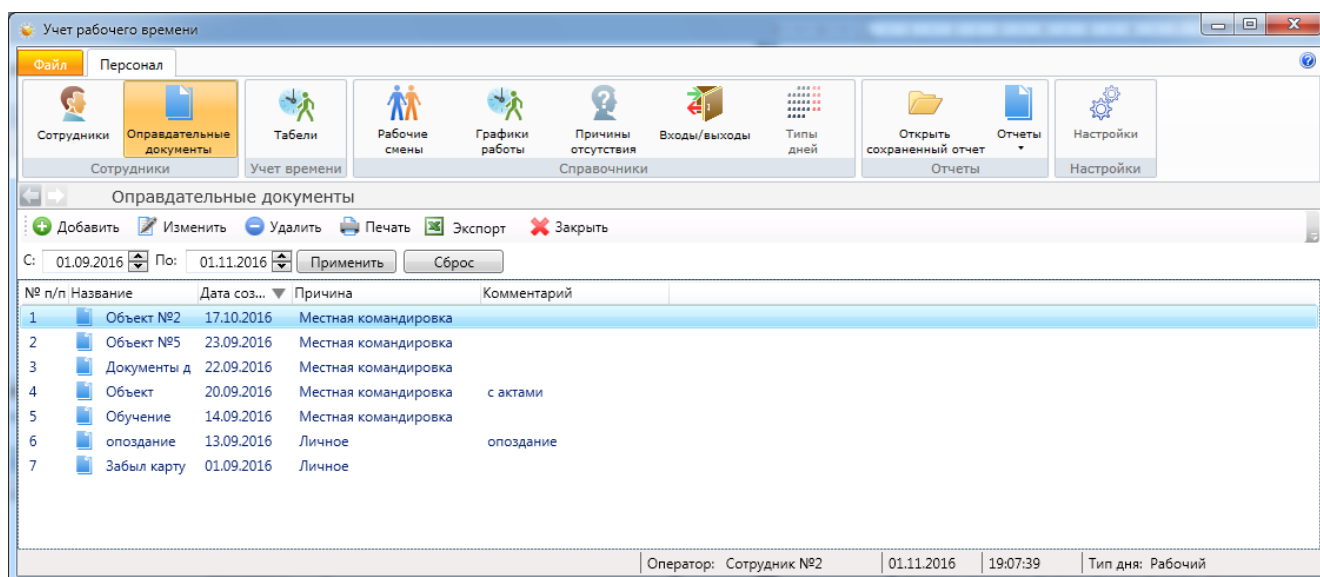 Учет рабочего времени
Файл Персонал
Сотрудники Оправдательные документы Табели Рабочие смены Графики работы Причины отсутствия Входы/выходы Типы дней Открыть сохраненный отчет Отчеты Настройки
Сотрудники Учет времени Справочники Отчеты Настройки
Оправдательные документы
Добавить Изменить Удалить Печать Экспорт Закрыть
С: 01.09.2016 По: 01.11.2016 Применить Сброс
№ п/п Название Дата соз... Причина Комментарий
1 Объект №2 17.10.2016 Местная командировка
2 Объект №5 23.09.2016 Местная командировка
3 Документы д 22.09.2016 Местная командировка
4 Объект 20.09.2016 Местная командировка с актами
5 Обучение 14.09.2016 Местная командировка
6 опоздание 13.09.2016 Личное опоздание
7 Забыл карту 01.09.2016 Личное
Оператор: Сотрудник №2 01.11.2016 19:07:39 Тип дня: Рабочий